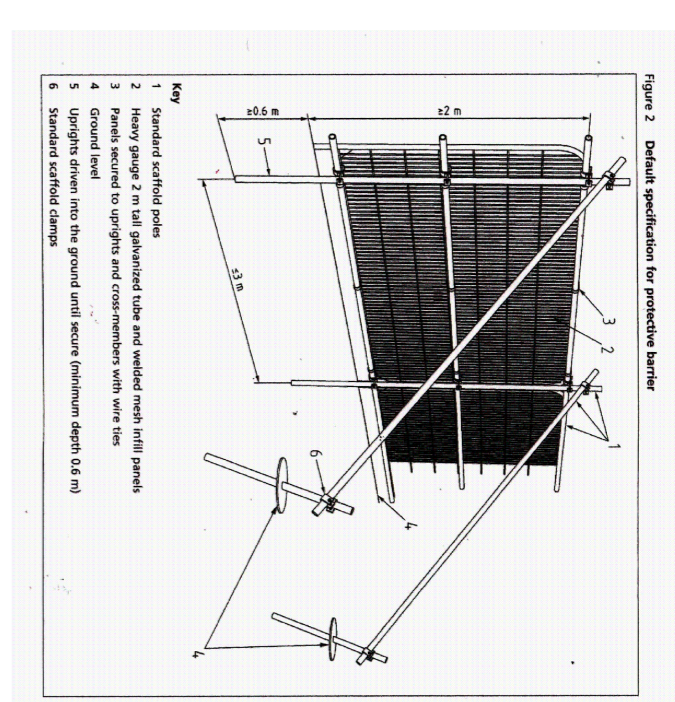 Figure 2 Default specification for protective barrier
≥2 m
≥0.6 m
≤3 m
1
2
3
4
4
5
6
Key
1 Standard scaffold poles
2 Heavy gauge 2 m tall galvanized tube and welded mesh infill panels
3 Panels secured to uprights and cross-members with wire ties
4 Ground level
5 Uprights driven into the ground until secure (minimum depth 0.6 m)
6 Standard scaffold clamps